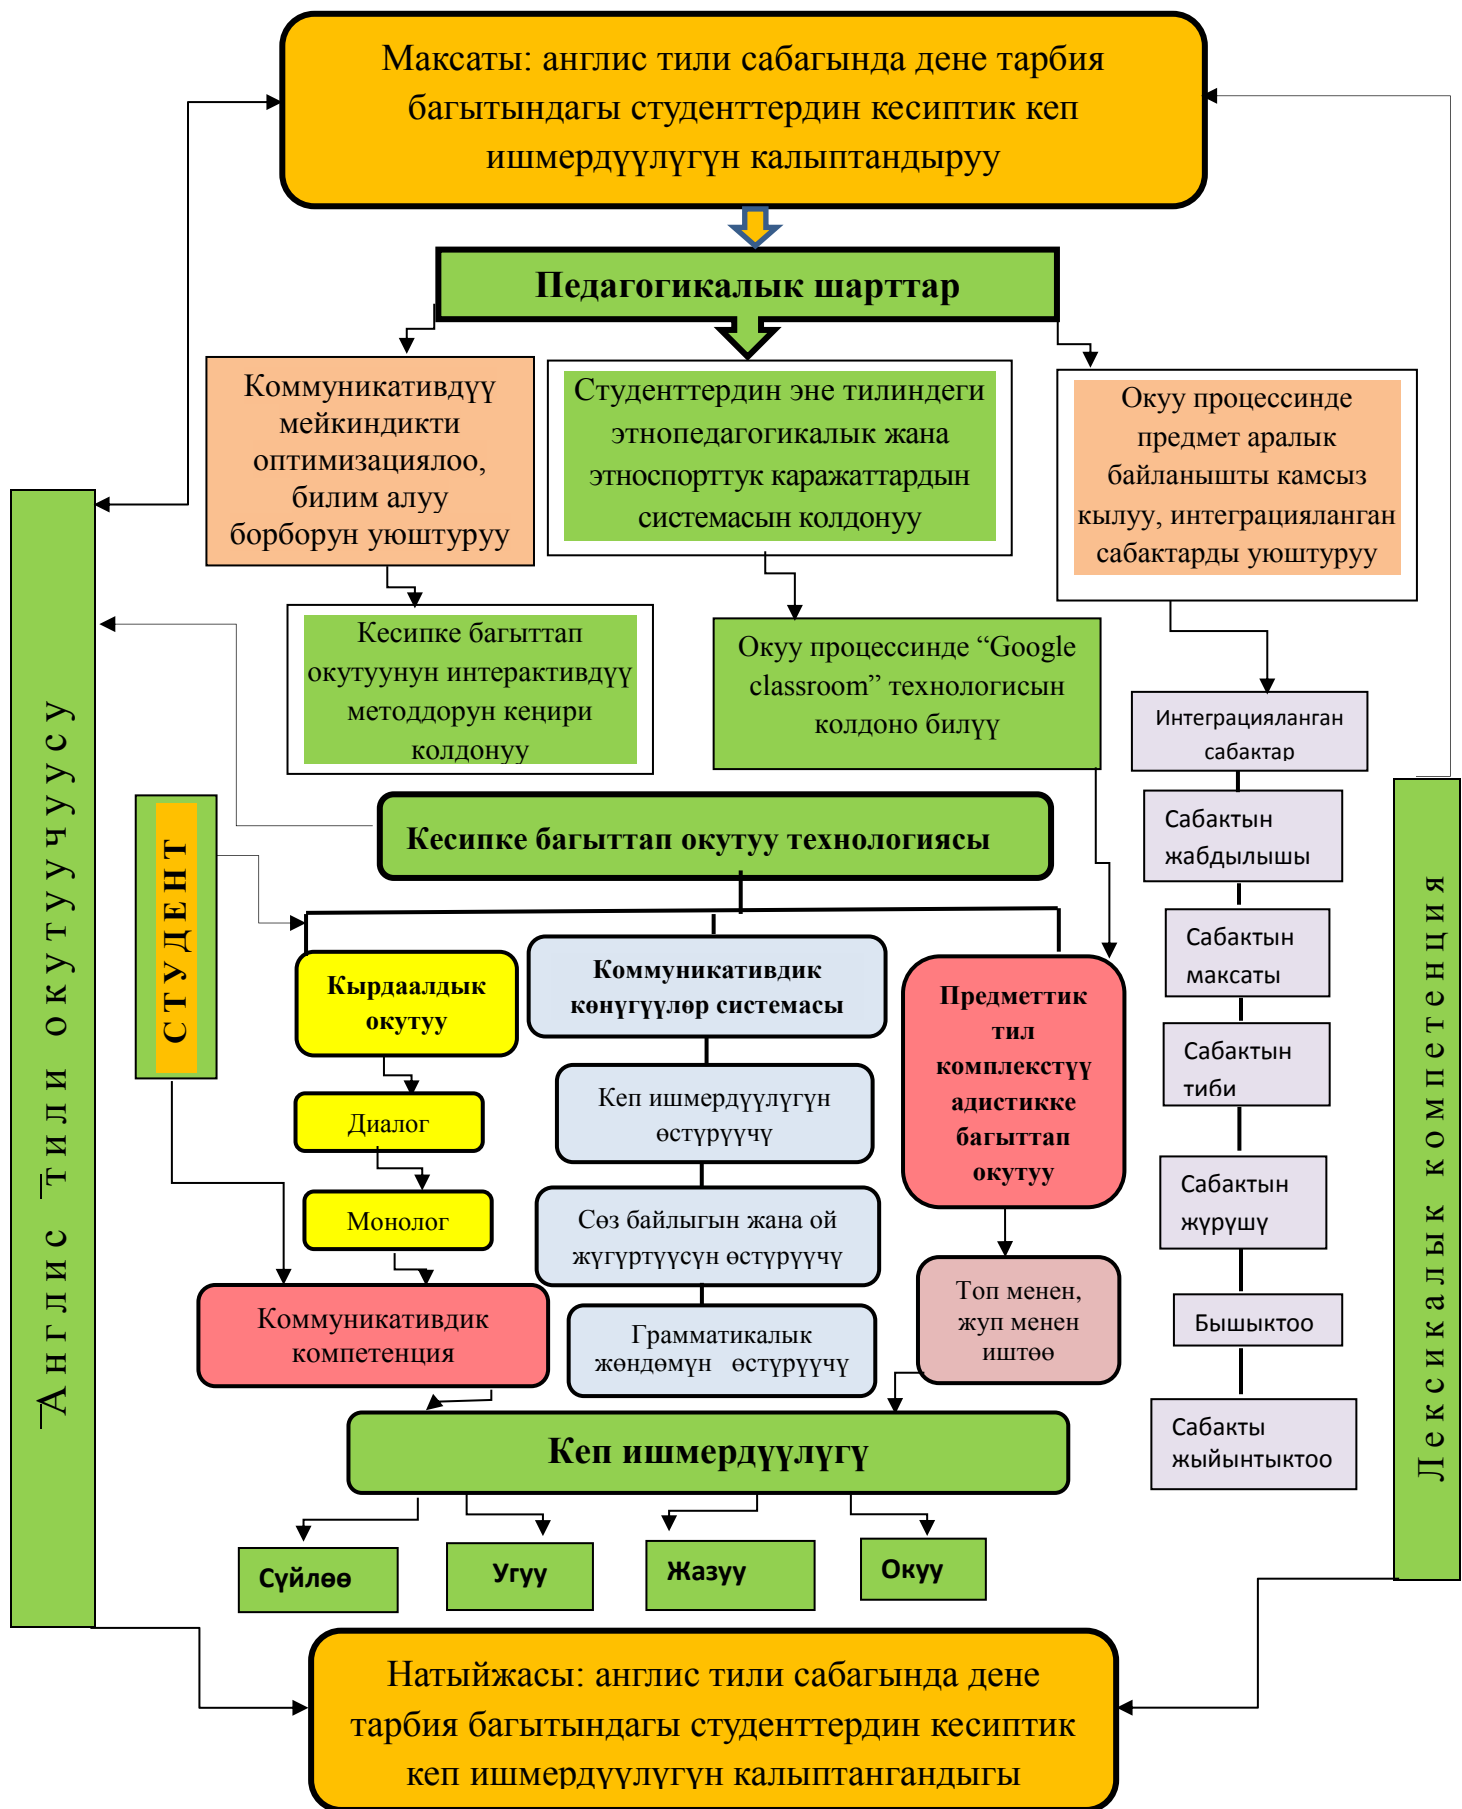 Максаты: англис тили сабагында дене тарбия
багытындагы студенттердин кесиптик кеп
ишмердүүлүгүн калыптандыруу
Педагогикалык шарттар
Коммуникативдүү
мейкиндикти
оптимизациялоо,
билим алуу
борборун уюштуруу
Студенттердин эне тилиндеги
этнопедагогикалык жана
этноспорттук каражаттардын
системасын колдонуу
Окуу процессинде
предмет аралык
байланышты камсыз
кылуу, интеграцияланган
сабактарды уюштуруу
Кесипке багыттап
окутуунун интерактивдүү
методдорун кеңири
колдонуу
Окуу процессинде “Google
classroom” технологисын
колдоно билүү
Интеграцияланган
сабактар
Англис тили окутуучуусу
СТУДЕНТ
Кесипке багыттап окутуу технологиясы
Сабактын
жабдылышы
Лексикалык компетенция
Кырдаалдык
окутуу
Диалог
Монолог
Коммуникативдик
компетенция
Коммуникативдик
көнүгүүлөр системасы
Кеп ишмердүүлүгүн
өстүрүүчү
Сөз байлыгын жана ой
жүгүртүүсүн өстүрүүчү
Грамматикалык
жөндөмүн өстүрүүчү
Предметтик
тил
комплекстүү
адистикке
багыттап
окутуу
Топ менен,
жуп менен
иштөө
Сабактын
максаты
Сабактын
тиби
Сабактын
жүрүшү
Бышыктоо
Сабакты
жыйынтыктоо
Кеп ишмердүүлүгү
Сүйлөө
Угуу
Жазуу
Окуу
Натыйжасы: англис тили сабагында дене
тарбия багытындагы студенттердин кесиптик
кеп ишмердүүлүгүн калыптангандыгы